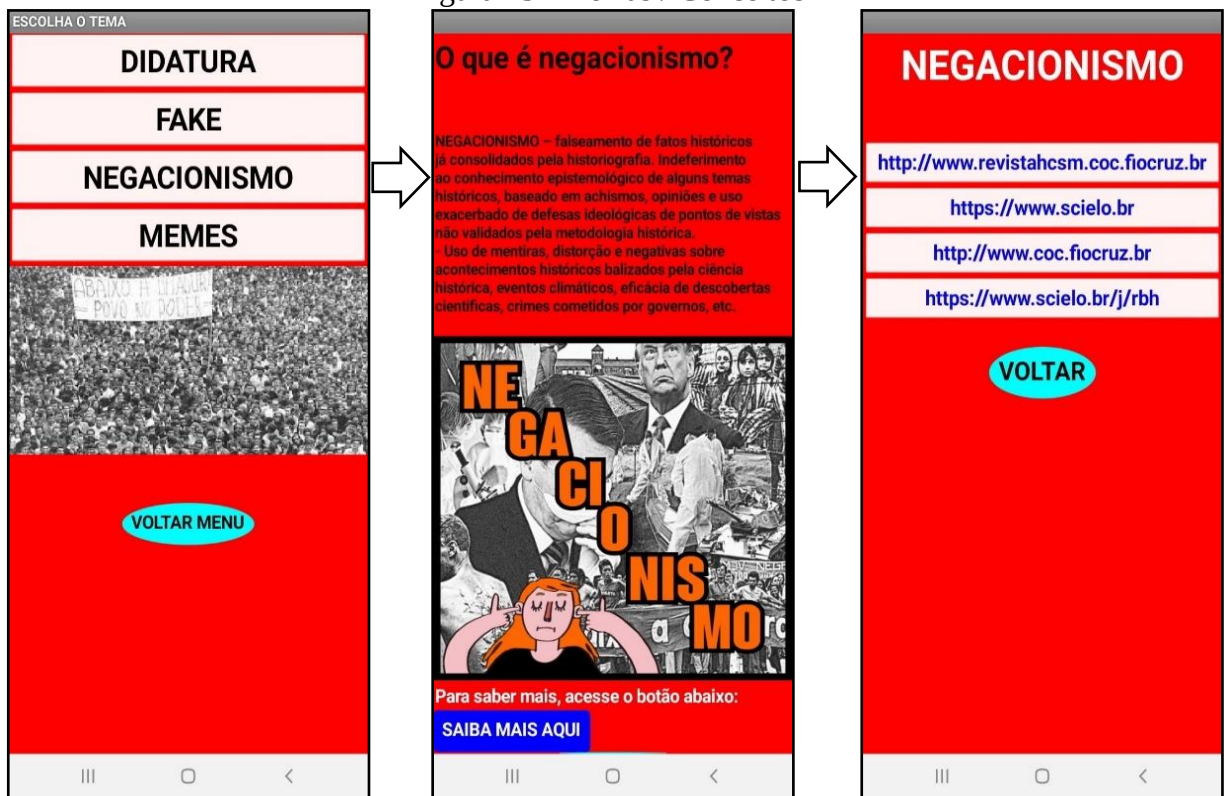 ESCOLHA O TEMA
DIDATURA
FAKE
NEGACIONISMO
MEMES
ABAIXO A DITADURA
POVO NO PODER
VOLTAR MENU
O que é negacionismo?
NEGACIONISMO – falseamento de fatos históricos
já consolidados pela historiografia. Indeferimento
ao conhecimento epistemológico de alguns temas
históricos, baseado em achismos, opiniões e uso
exacerbado de defesas ideológicas de pontos de vistas
não validados pela metodologia histórica.
- Uso de mentiras, distorção e negativas sobre
acontecimentos históricos balizados pela ciência
histórica, eventos climáticos, eficácia de descobertas
científicas, crimes cometidos por governos, etc.
NE
GA
CI
O
NIS
MO
Para saber mais, acesse o botão abaixo:
SAIBA MAIS AQUI
NEGACIONISMO
http://www.revistahcsm.coc.fiocruz.br
https://www.scielo.br
http://www.coc.fiocruz.br
https://www.scielo.br/j/rbh
VOLTAR